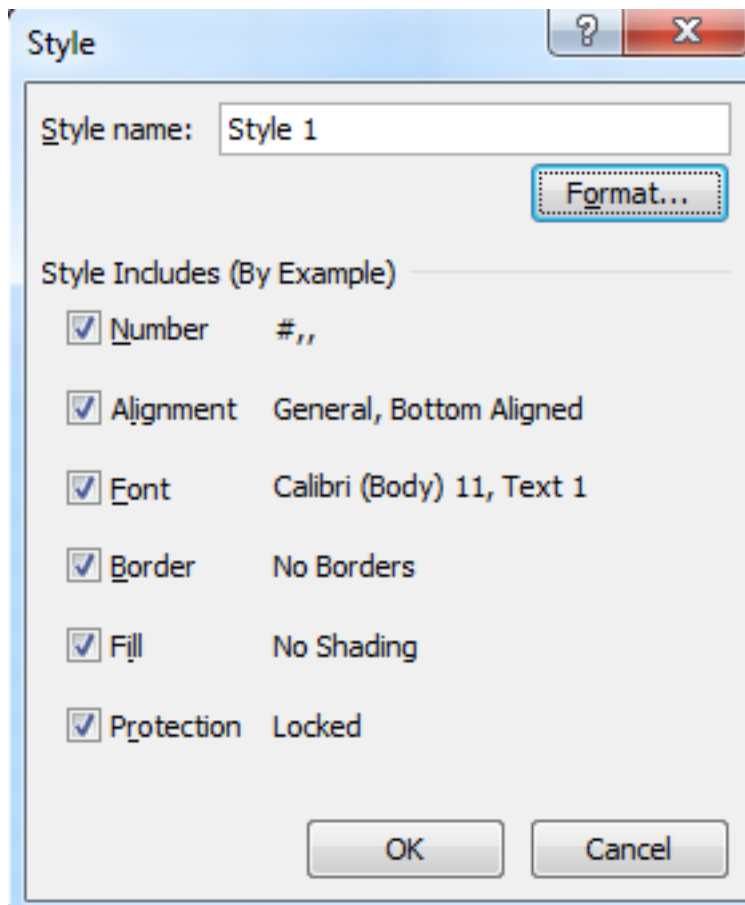 Style
Style name: Style 1
Format...
Style Includes (By Example)
Number #,,
Alignment General, Bottom Aligned
Font Calibri (Body) 11, Text 1
Border No Borders
Fill No Shading
Protection Locked
OK Cancel